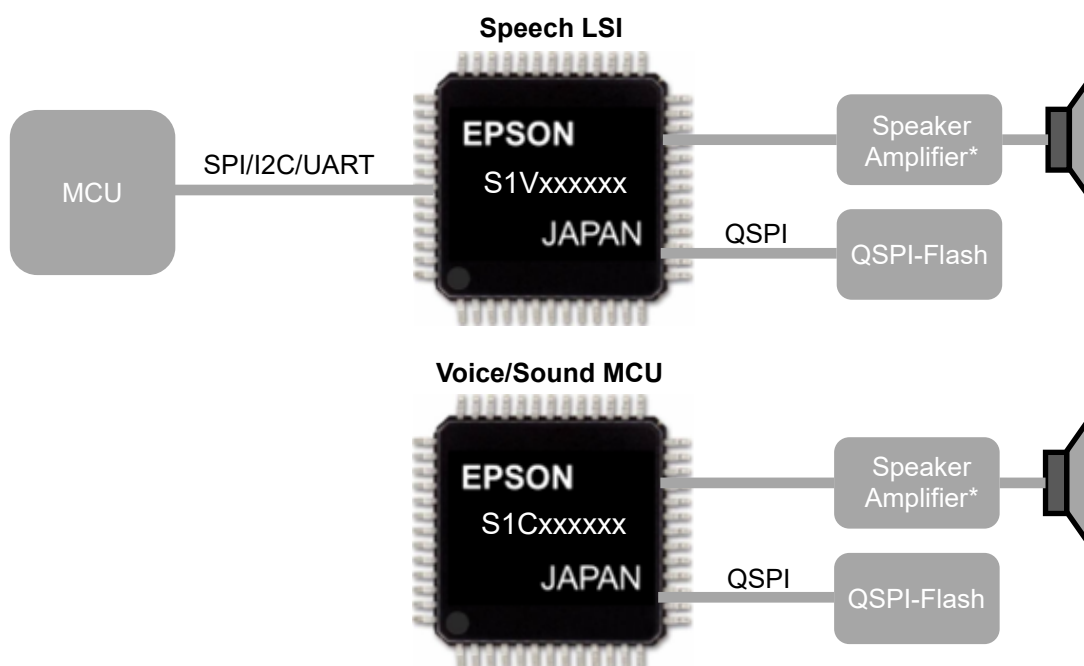 Speech LSI
EPSON
S1Vxxxxxx
JAPAN
MCU
SPI/I2C/UART
Speaker
Amplifier*
QSPI
QSPI-Flash
Voice/Sound MCU
EPSON
S1Cxxxxxx
JAPAN
Speaker
Amplifier*
QSPI
QSPI-Flash